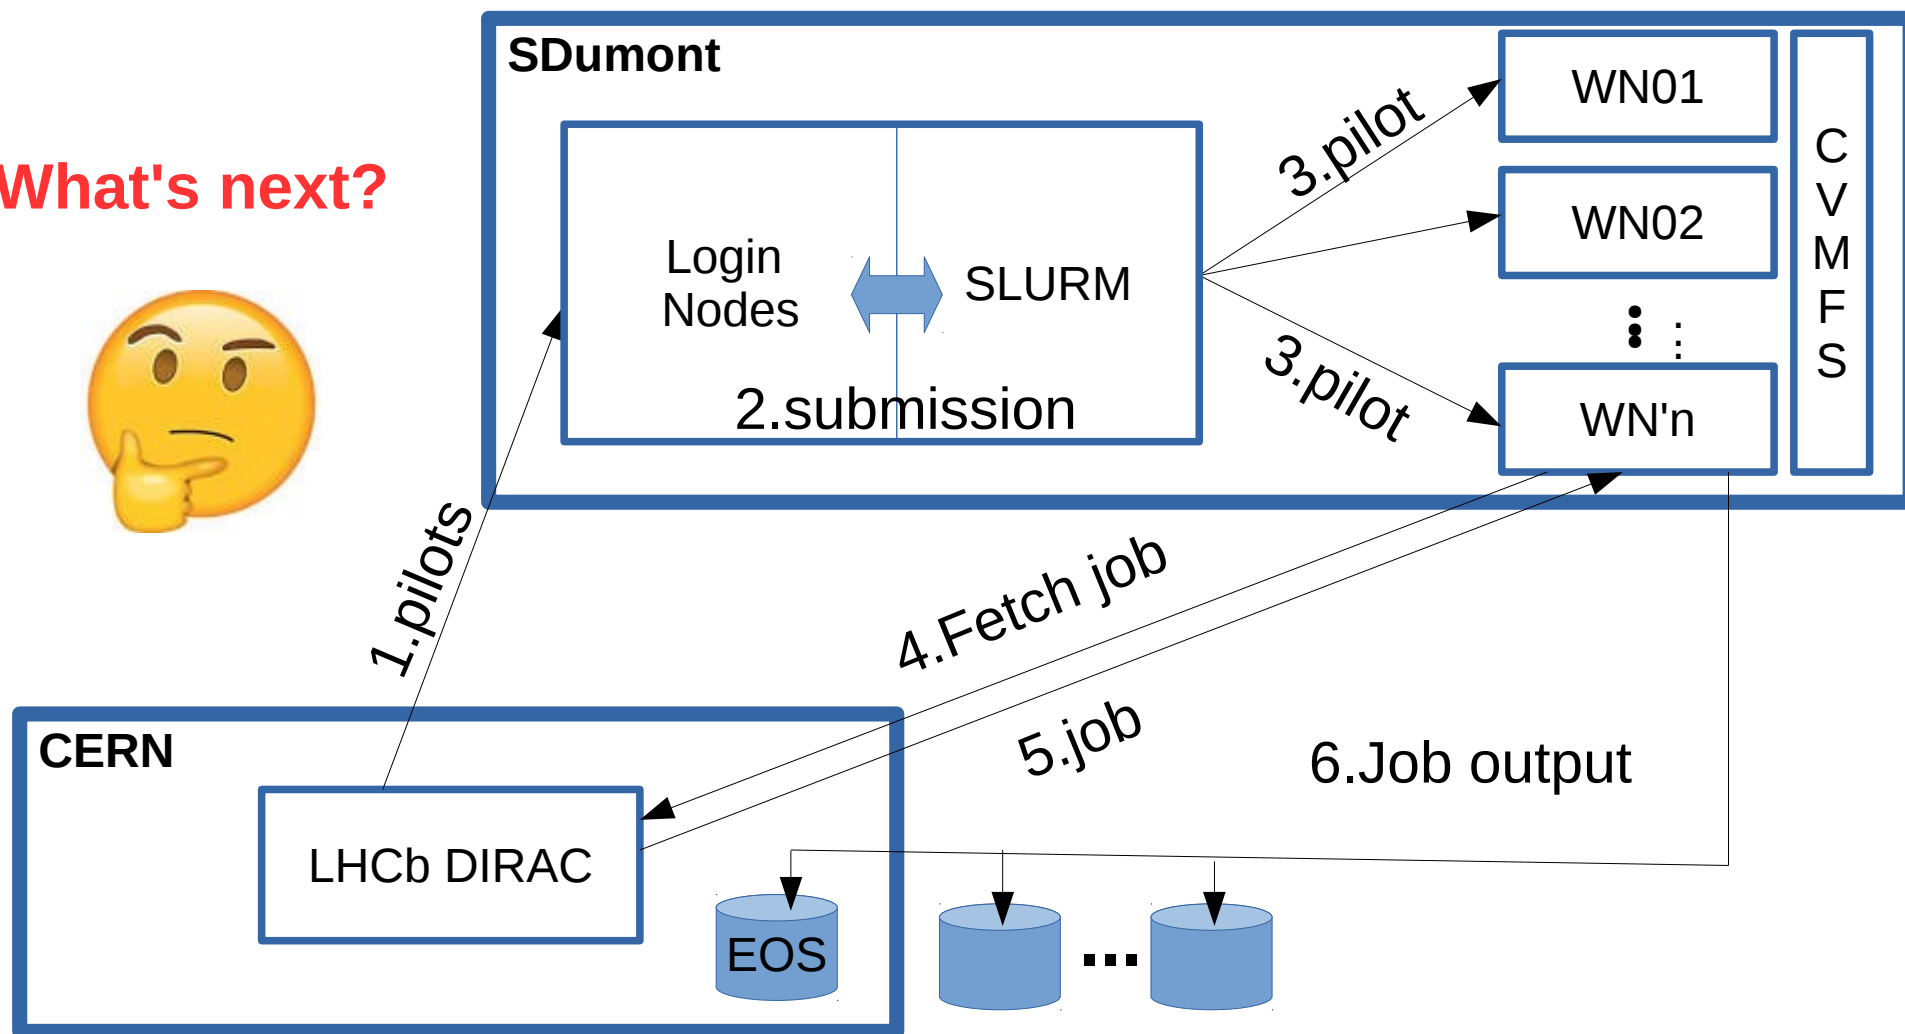 SDumont
What's next?
Login
Nodes
SLURM
2.submission
3.pilot
3.pilot
WN01
WN02
WN'n
C
V
M
F
S
1.pilots
4.Fetch job
5.job
6.Job output
CERN
LHCb DIRAC
EOS